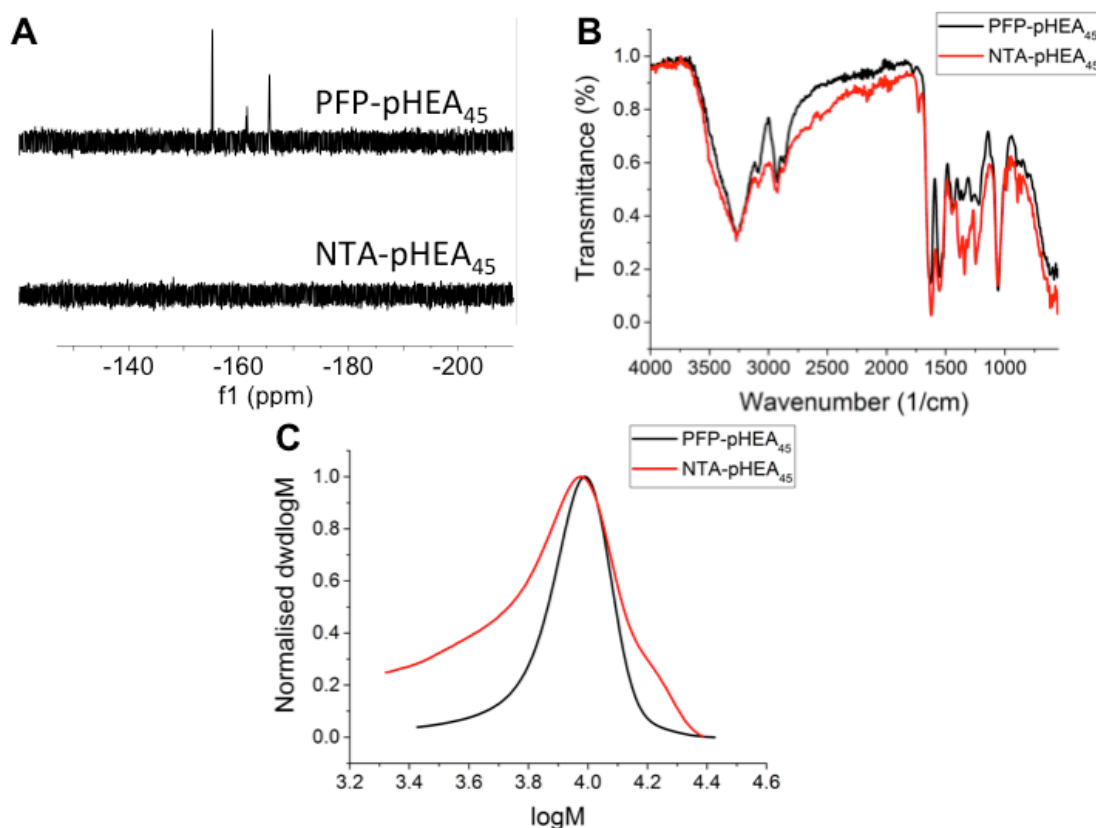 A
PFP-pHEA45
NTA-pHEA45
-140 -160 -180 -200
f1 (ppm)
B
PFP-pHEA45
NTA-pHEA45
1.0
0.8
0.6
0.4
0.2
0.0
Transmittance (%)
4000 3500 3000 2500 2000 1500 1000
Wavenumber (1/cm)
C
PFP-pHEA45
NTA-pHEA45
1.0
0.8
0.6
0.4
0.2
0.0
Normalised dwdlogM
3.2 3.4 3.6 3.8 4.0 4.2 4.4 4.6
logM